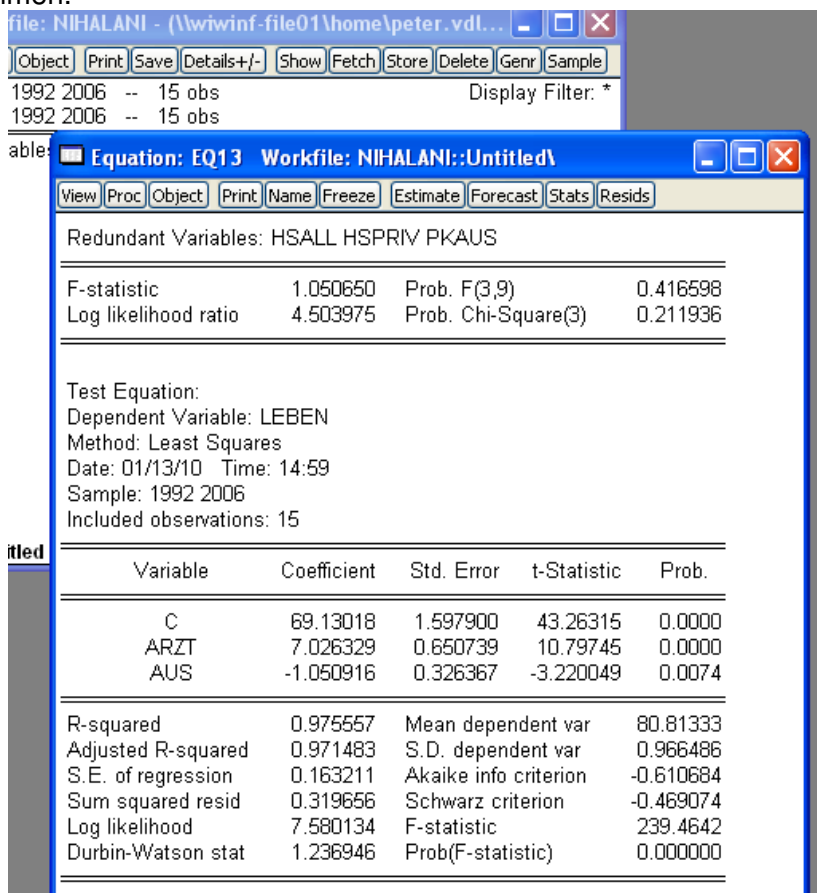 immen.
file: NIHALANI - (\\wiwinf-file01\home\peter.vdl...
Object Print Save Details+/- Show Fetch Store Delete Genr Sample
1992 2006 -- 15 obs Display Filter: *
1992 2006 -- 15 obs
ables
Equation: EQ13 Workfile: NIHALANI::Untitled\
View Proc Object Print Name Freeze Estimate Forecast Stats Resids
Redundant Variables: HSALL HSPRIV PKAUS
F-statistic 1.050650 Prob. F(3,9) 0.416598
Log likelihood ratio 4.503975 Prob. Chi-Square(3) 0.211936
Test Equation:
Dependent Variable: LEBEN
Method: Least Squares
Date: 01/13/10 Time: 14:59
Sample: 1992 2006
Included observations: 15
itled
Variable Coefficient Std. Error t-Statistic Prob.
C 69.13018 1.597900 43.26315 0.0000
ARZT 7.026329 0.650739 10.79745 0.0000
AUS -1.050916 0.326367 -3.220049 0.0074
R-squared 0.975557 Mean dependent var 80.81333
Adjusted R-squared 0.971483 S.D. dependent var 0.966486
S.E. of regression 0.163211 Akaike info criterion -0.610684
Sum squared resid 0.319656 Schwarz criterion -0.469074
Log likelihood 7.580134 F-statistic 239.4642
Durbin-Watson stat 1.236946 Prob(F-statistic) 0.000000